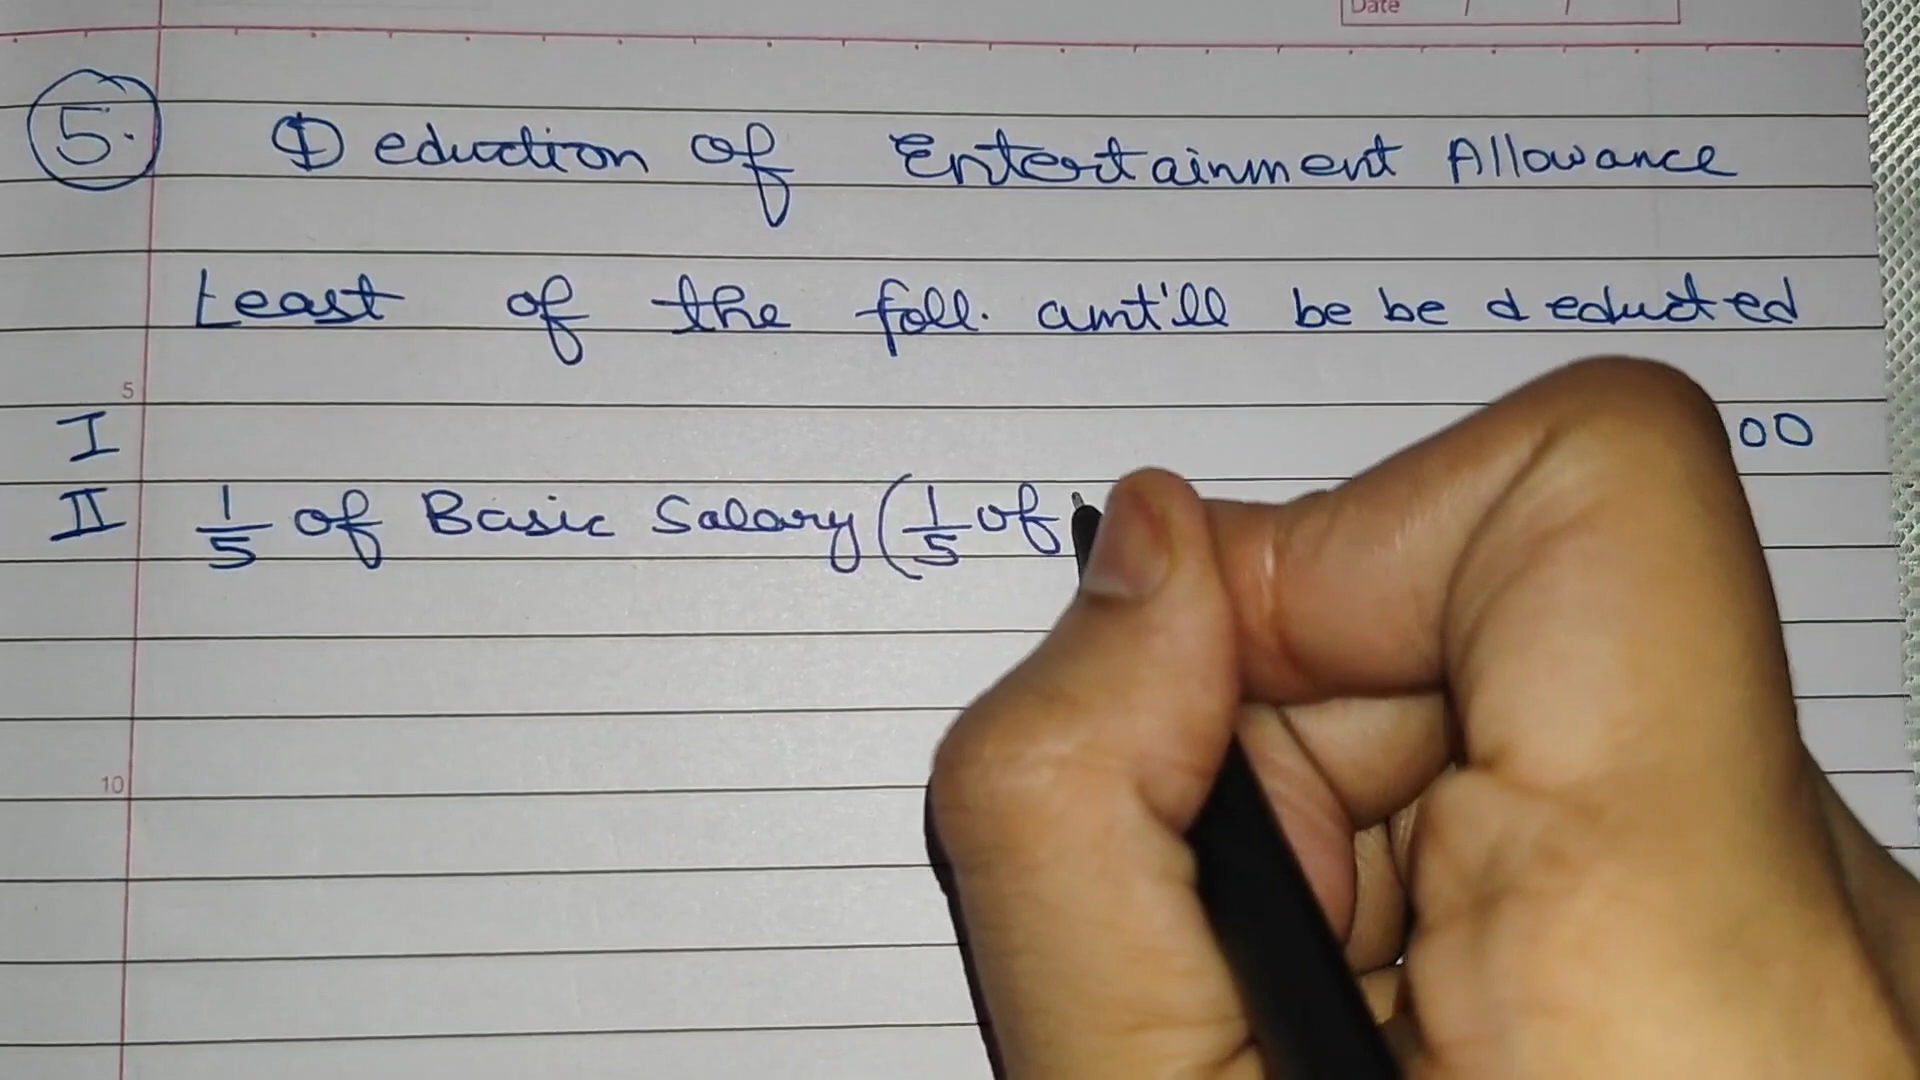 Date / /
5. Deduction of Entertainment Allowance
Least of the foll. amt'll be be deducted
5
I 00
II 1/5 of Basic Salary (1/5 of
10